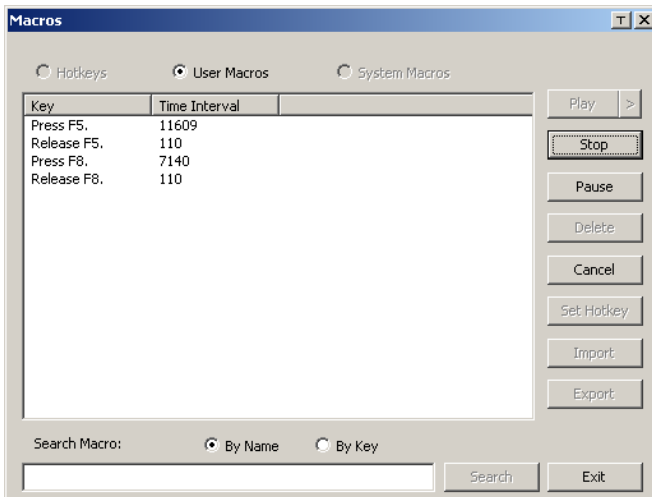 Macros
Hotkeys User Macros System Macros
Key Time Interval
Press F5. 11609
Release F5. 110
Press F8. 7140
Release F8. 110
Play >
Stop
Pause
Delete
Cancel
Set Hotkey
Import
Export
Search Macro: By Name By Key
Search Exit